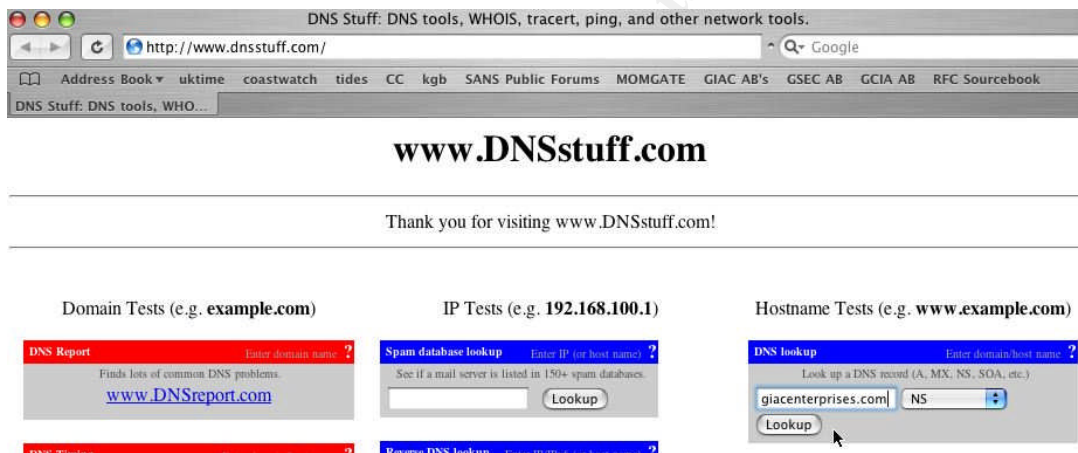 DNS Stuff: DNS tools, WHOIS, tracert, ping, and other network tools.
http://www.dnsstuff.com/
Google
Address Book uktime coastwatch tides CC kgb SANS Public Forums MOMGATE GIAC AB's GSEC AB GCIA AB RFC Sourcebook
DNS Stuff: DNS tools, WHO...
www.DNSstuff.com
Thank you for visiting www.DNSstuff.com!
Domain Tests (e.g. example.com)
DNS Report Enter domain name ?
Finds lots of common DNS problems.
www.DNSreport.com
DNS Timing ?
IP Tests (e.g. 192.168.100.1)
Spam database lookup Enter IP (or host name) ?
See if a mail server is listed in 150+ spam databases.
Lookup
Reverse DNS lookup ?
Hostname Tests (e.g. www.example.com)
DNS lookup Enter domain/host name ?
Look up a DNS record (A, MX, NS, SOA, etc.)
giacenterprises.com NS
Lookup